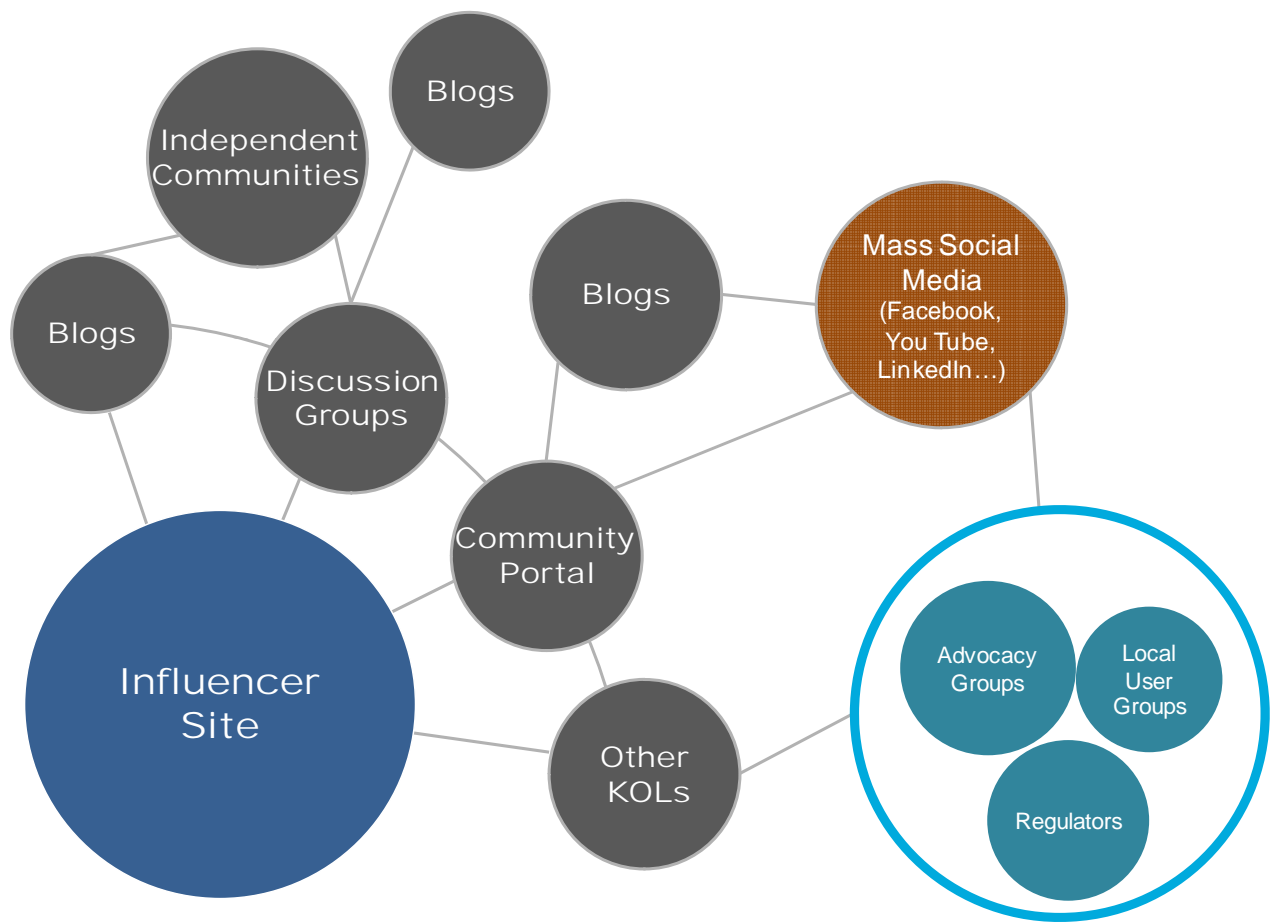 Blogs
Independent
Communities
Blogs
Mass Social
Media
(Facebook,
You Tube,
LinkedIn…)
Blogs
Discussion
Groups
Community
Portal
Influencer
Site
Advocacy
Groups
Local
User
Groups
Other
KOLs
Regulators